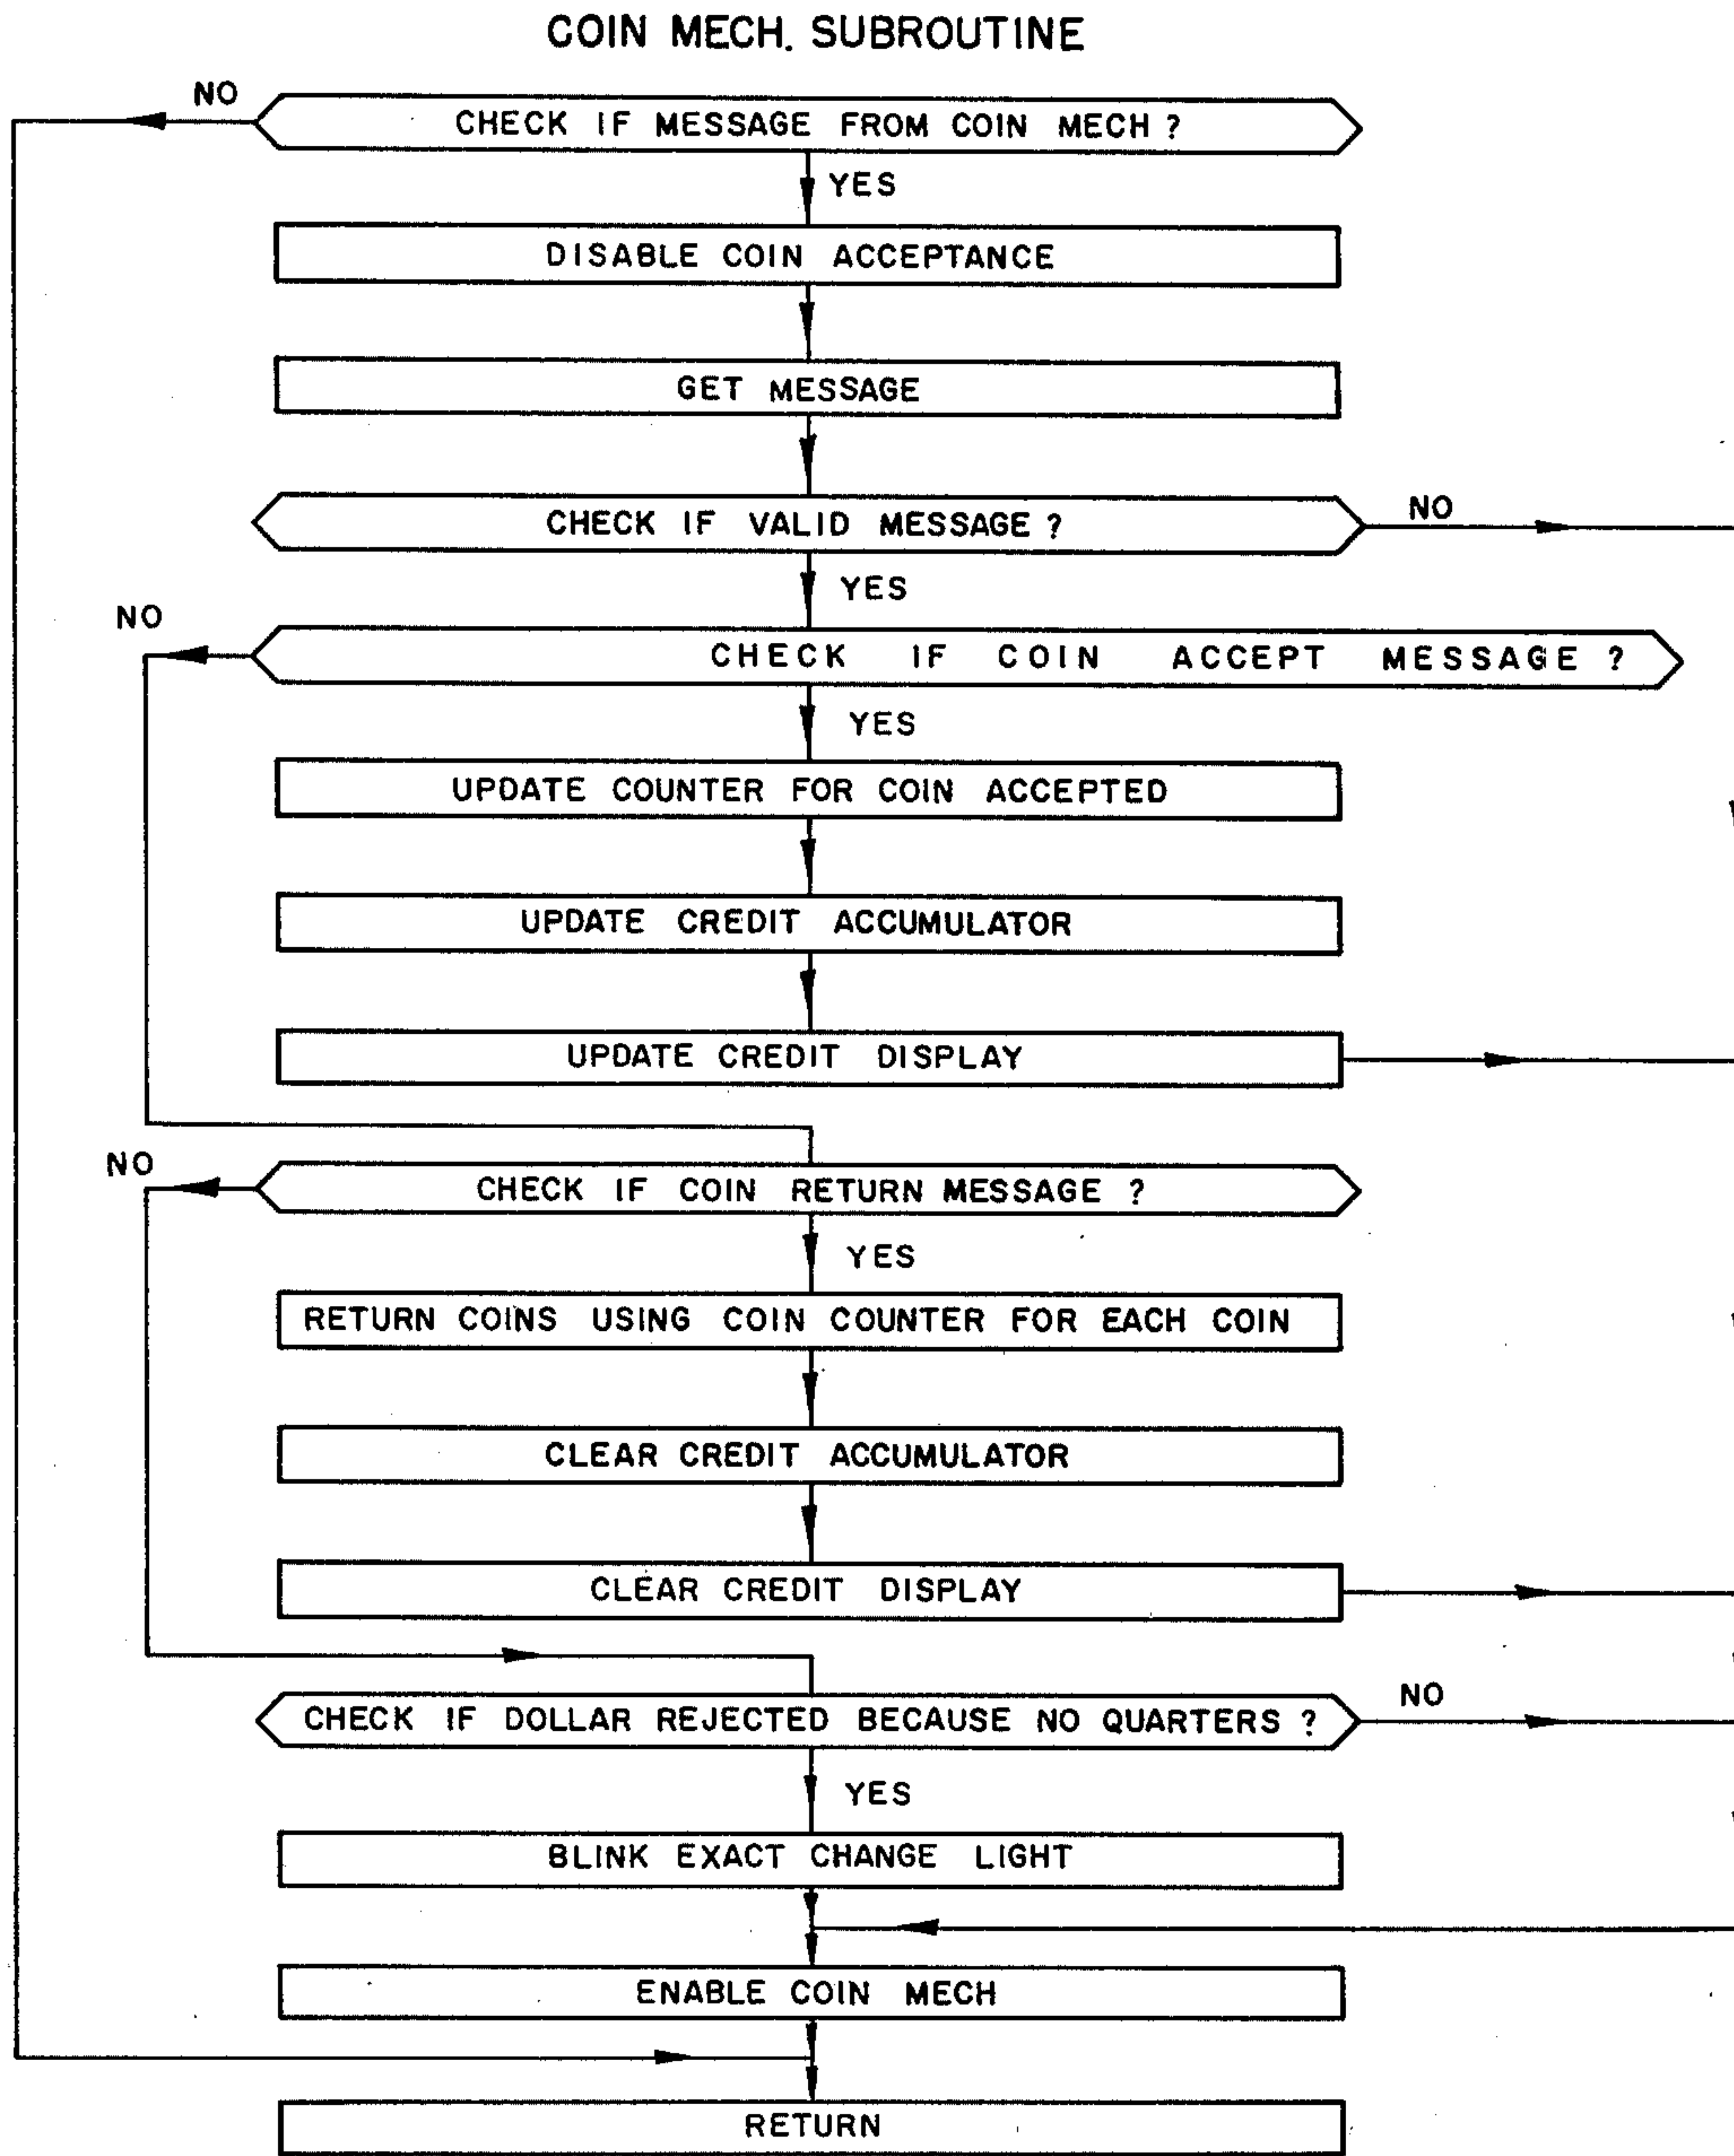 COIN MECH. SUBROUTINE
NO
CHECK IF MESSAGE FROM COIN MECH ?
YES
DISABLE COIN ACCEPTANCE
GET MESSAGE
CHECK IF VALID MESSAGE ?
NO
YES
NO
CHECK IF COIN ACCEPT MESSAGE ?
YES
UPDATE COUNTER FOR COIN ACCEPTED
UPDATE CREDIT ACCUMULATOR
UPDATE CREDIT DISPLAY
NO
CHECK IF COIN RETURN MESSAGE ?
YES
RETURN COINS USING COIN COUNTER FOR EACH COIN
CLEAR CREDIT ACCUMULATOR
CLEAR CREDIT DISPLAY
CHECK IF DOLLAR REJECTED BECAUSE NO QUARTERS ?
NO
YES
BLINK EXACT CHANGE LIGHT
ENABLE COIN MECH
RETURN